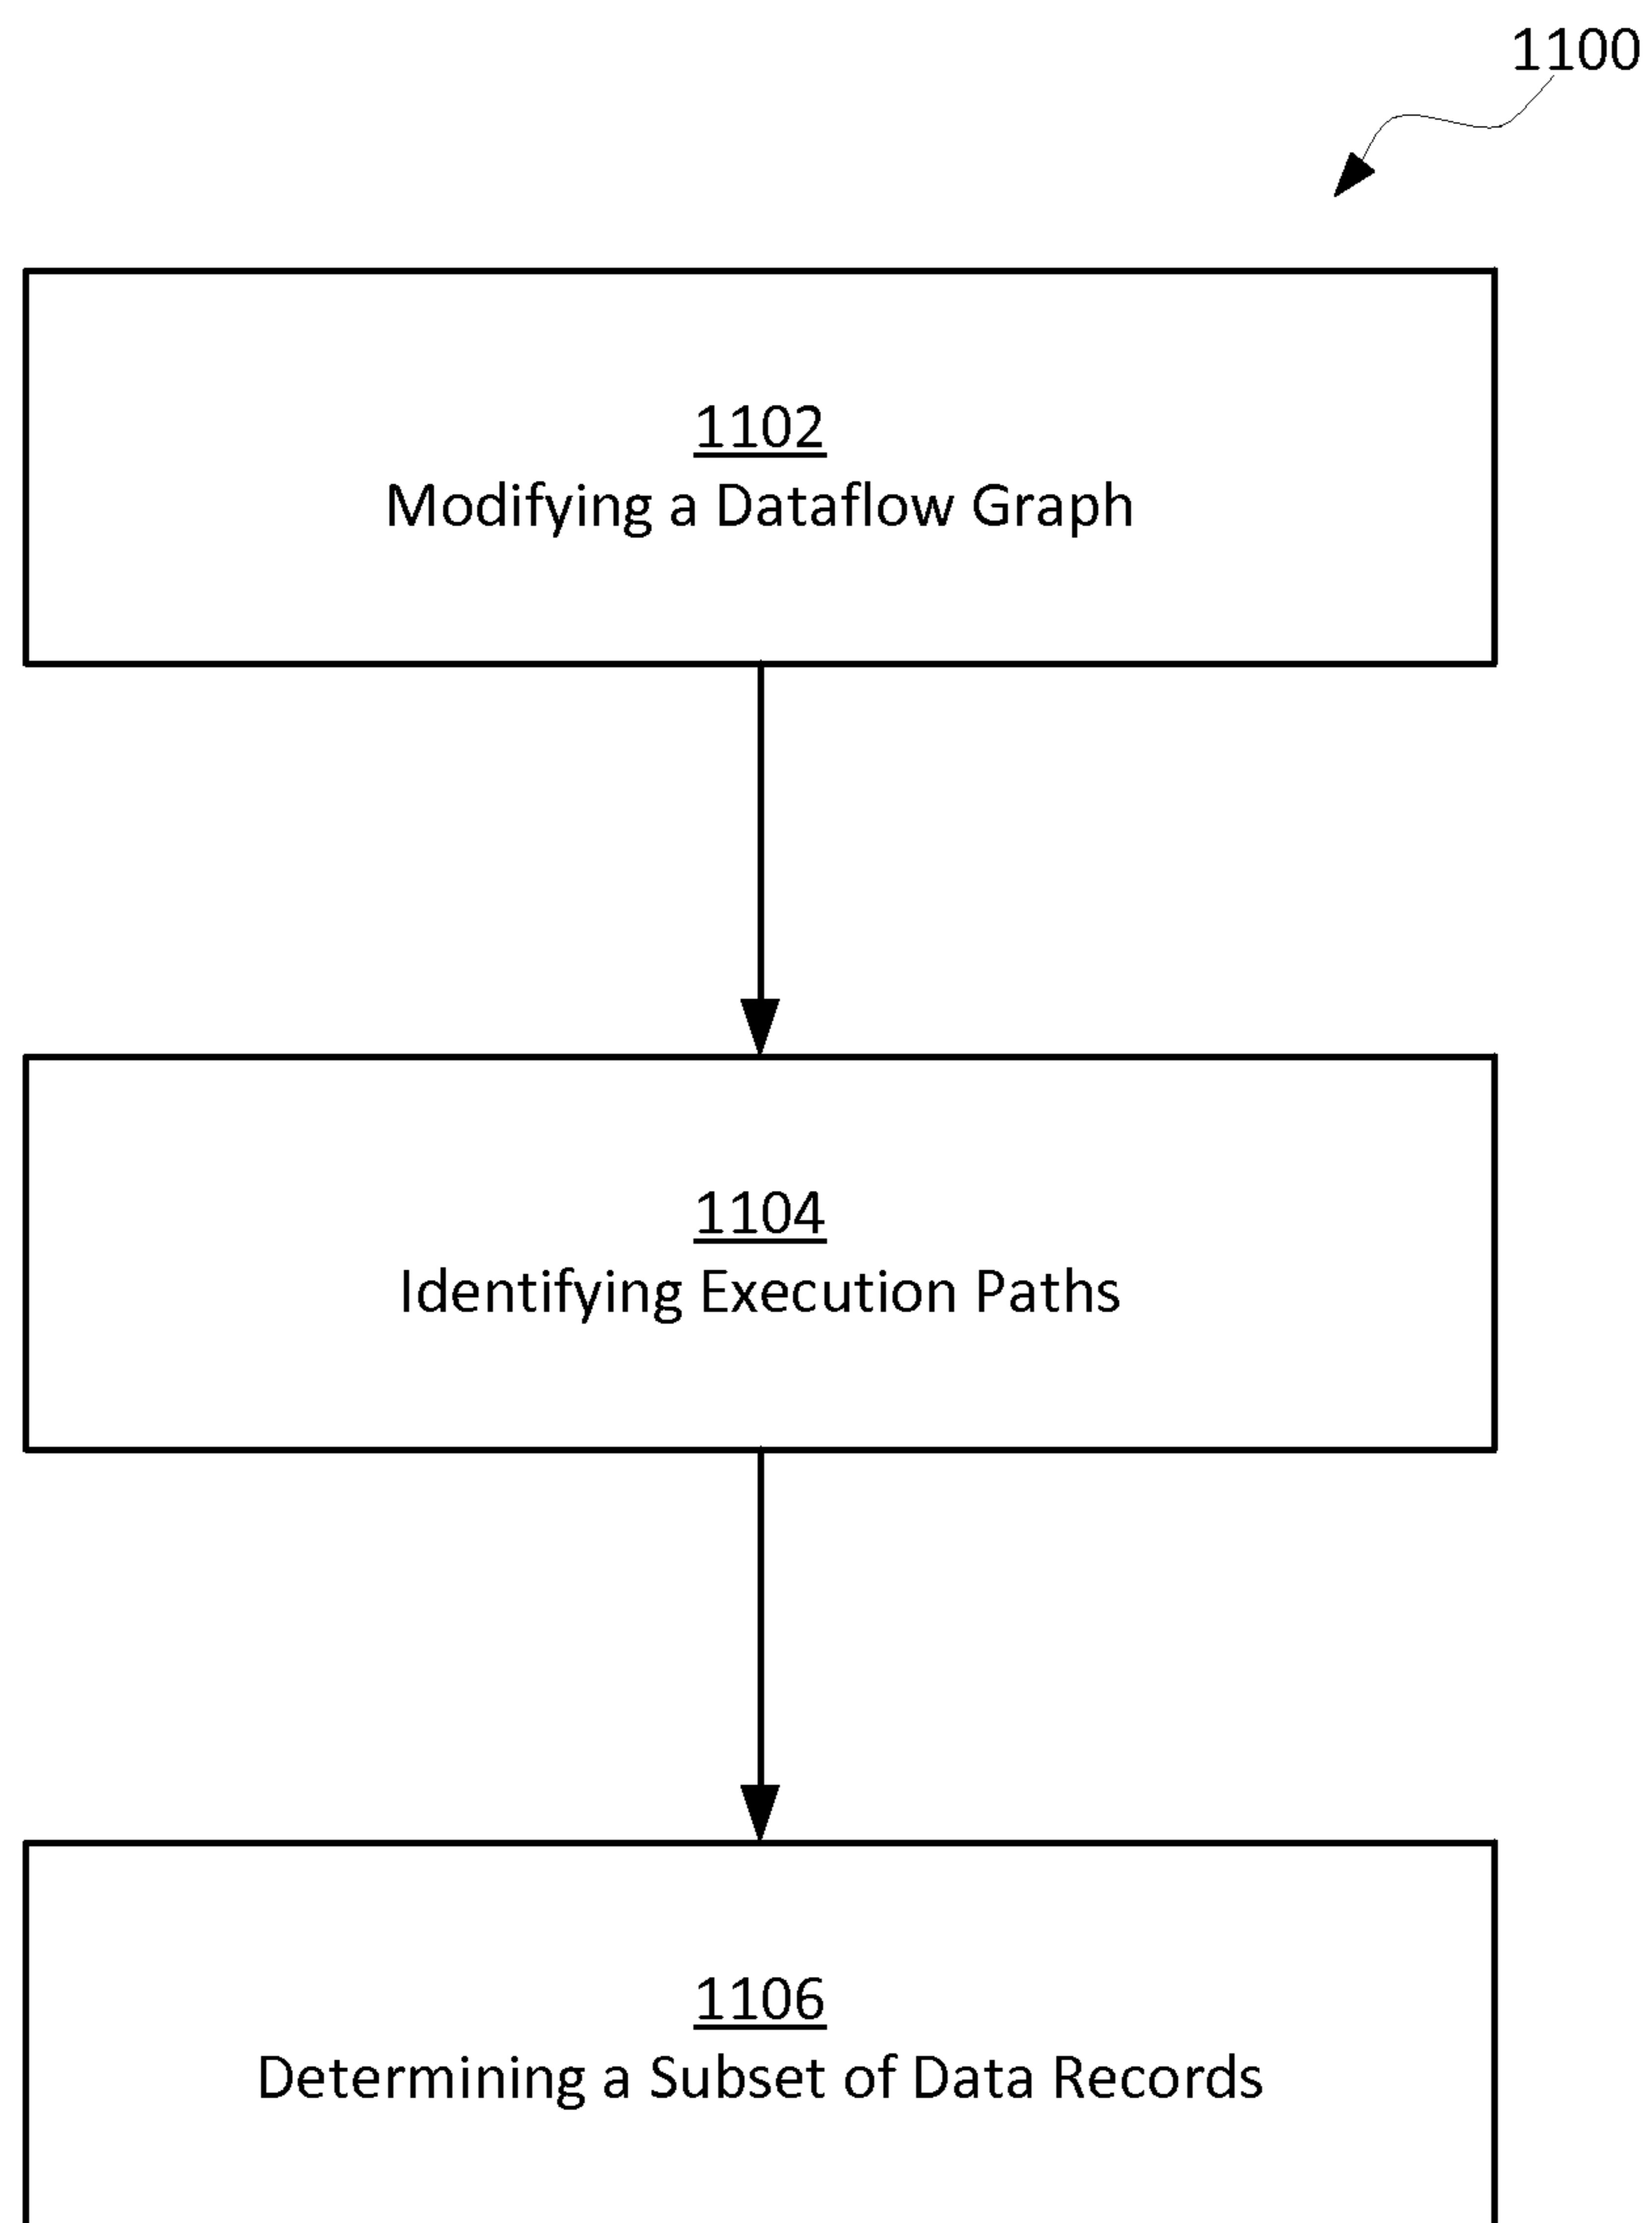 1100
1102
Modifying a Dataflow Graph
1104
Identifying Execution Paths
1106
Determining a Subset of Data Records